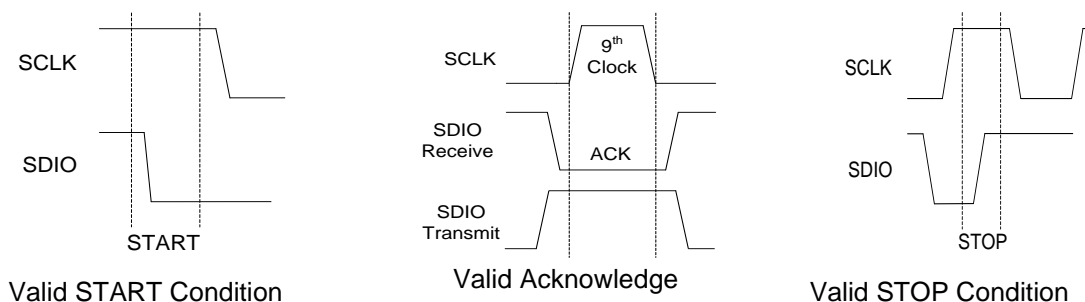 SCLK
SDIO
START
Valid START Condition
SCLK
9th
Clock
SDIO
Receive
ACK
SDIO
Transmit
Valid Acknowledge
SCLK
SDIO
STOP
Valid STOP Condition